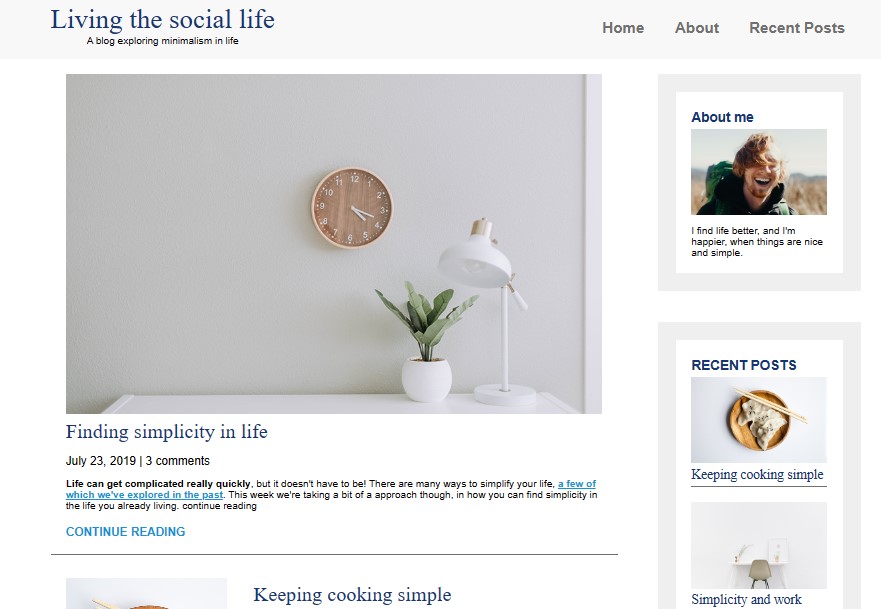 Living the social life
A blog exploring minimalism in life
Home About Recent Posts
Finding simplicity in life
July 23, 2019 | 3 comments
Life can get complicated really quickly, but it doesn't have to be! There are many ways to simplify your life, a few of
which we've explored in the past. This week we're taking a bit of a approach though, in how you can find simplicity in
the life you already living. continue reading
CONTINUE READING
Keeping cooking simple
About me
I find life better, and I'm
happier, when things are nice
and simple.
RECENT POSTS
Keeping cooking simple
Simplicity and work